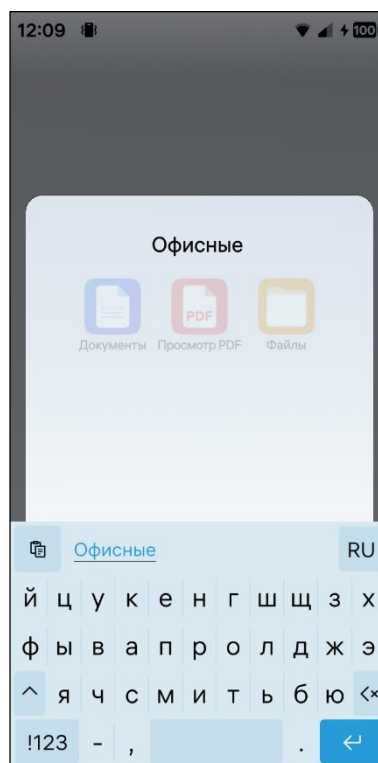 12:09 100
Офисные
PDF
Документы Просмотр PDF Файлы
Офисные RU
й ц у к е н г ш щ з х
ф ы в а п р о л д ж э
я ч с м и т ь б ю
!123 - , .